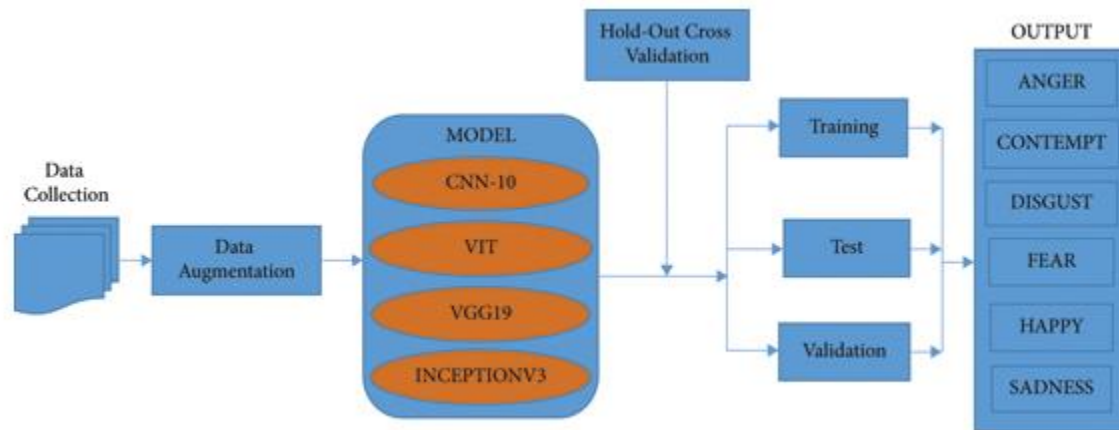 Data
Collection
Data
Augmentation
MODEL
CNN-10
VIT
VGG19
INCEPTIONV3
Hold-Out Cross
Validation
Training
Test
Validation
OUTPUT
ANGER
CONTEMPT
DISGUST
FEAR
HAPPY
SADNESS